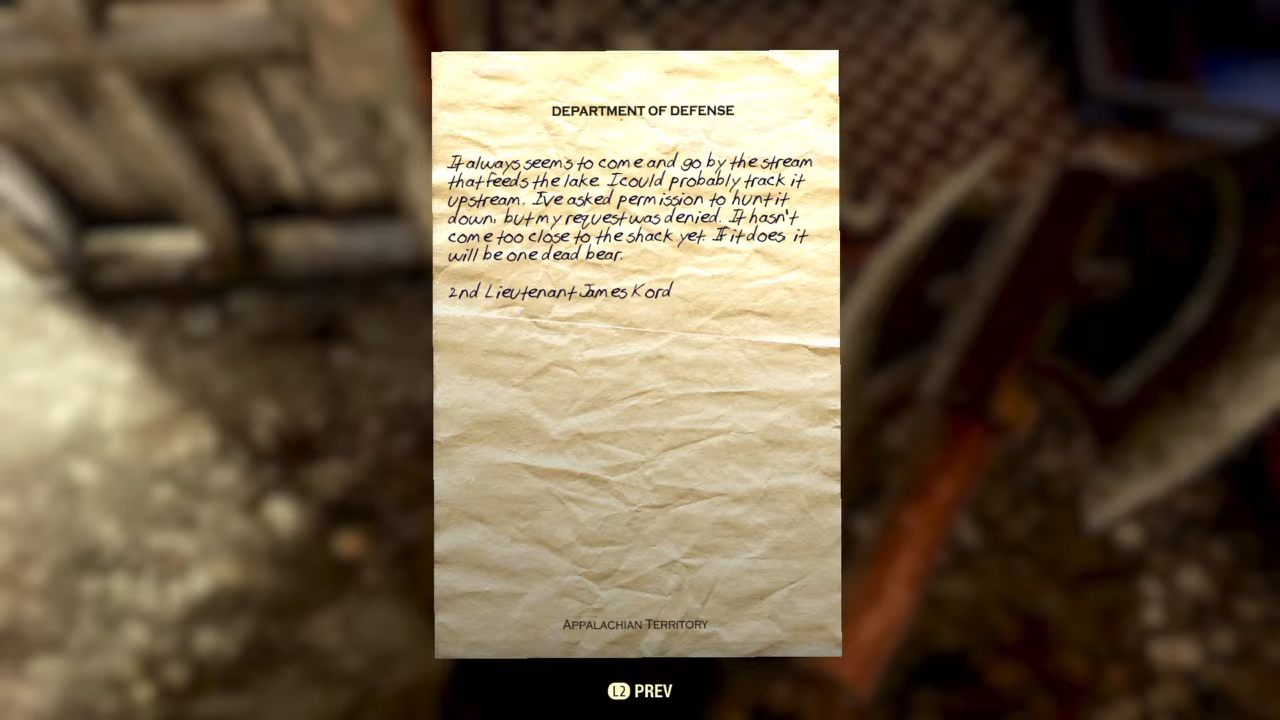 DEPARTMENT OF DEFENSE
It always seems to come and go by the stream
that feeds the lake. I could probably track it
upstream. I've asked permission to hunt it
down, but my request was denied. It hasn't
come too close to the shack yet. If it does, it
will be one dead bear.
2nd Lieutenant James Kord
APPALACHIAN TERRITORY
L2 PREV